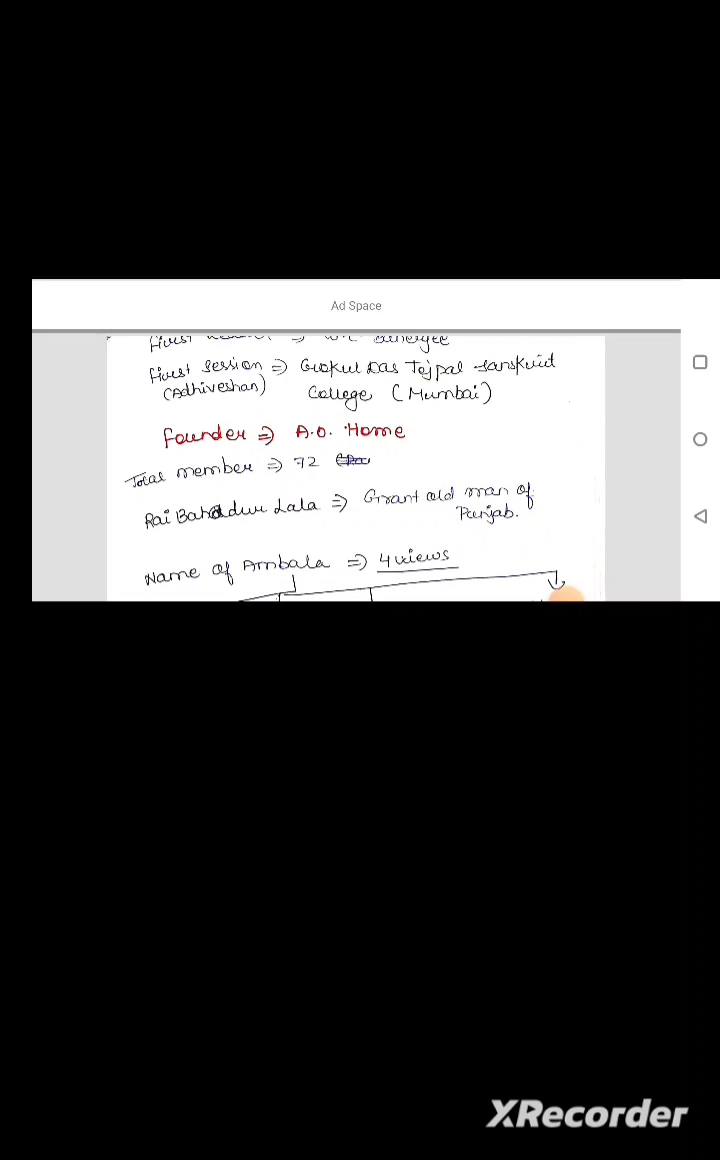 Ad Space
First Session ⇒ Gokul Das Tejpal Sanskrit
(Adhiveshan) College (Mumbai)
Founder ⇒ A.O. Home
Total member ⇒ 72
Rai Bahadur Lala ⇒ Grant old man of
Punjab.
Name of Ambala ⇒ 4 views
XRecorder